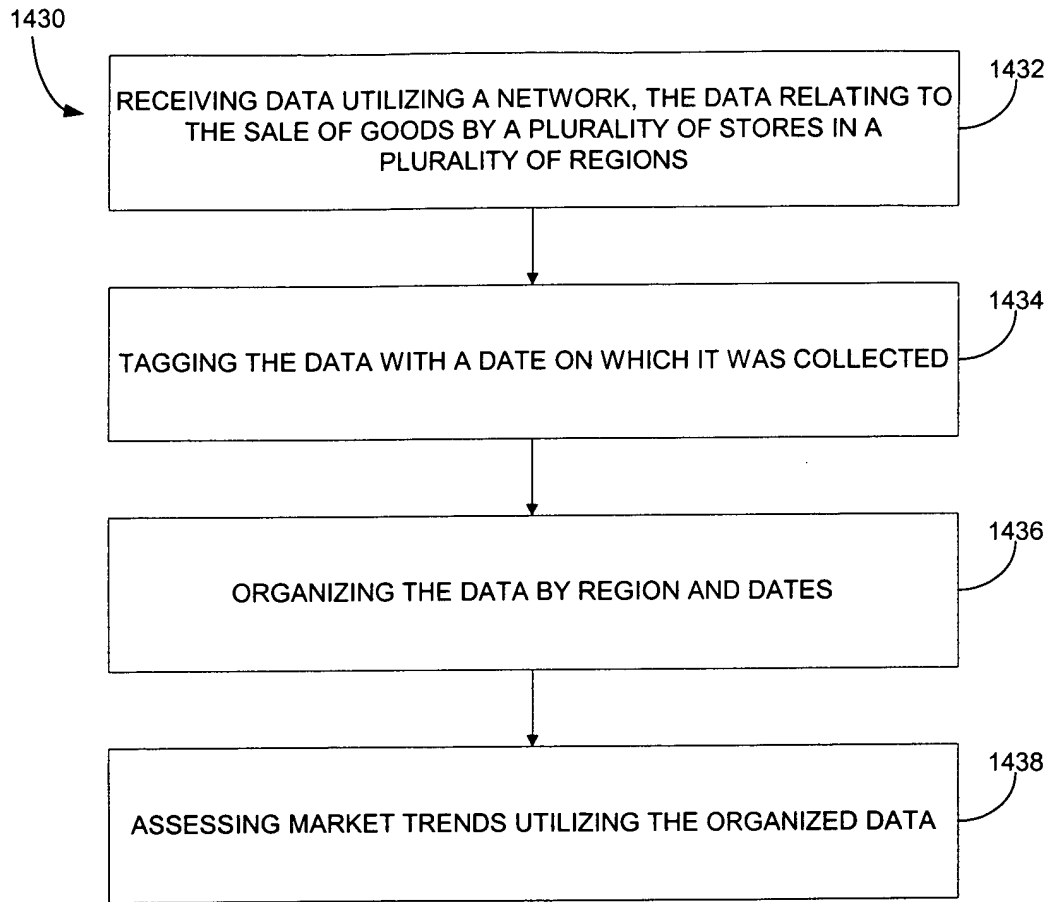 1430
1432
RECEIVING DATA UTILIZING A NETWORK, THE DATA RELATING TO
THE SALE OF GOODS BY A PLURALITY OF STORES IN A
PLURALITY OF REGIONS
1434
TAGGING THE DATA WITH A DATE ON WHICH IT WAS COLLECTED
1436
ORGANIZING THE DATA BY REGION AND DATES
1438
ASSESSING MARKET TRENDS UTILIZING THE ORGANIZED DATA